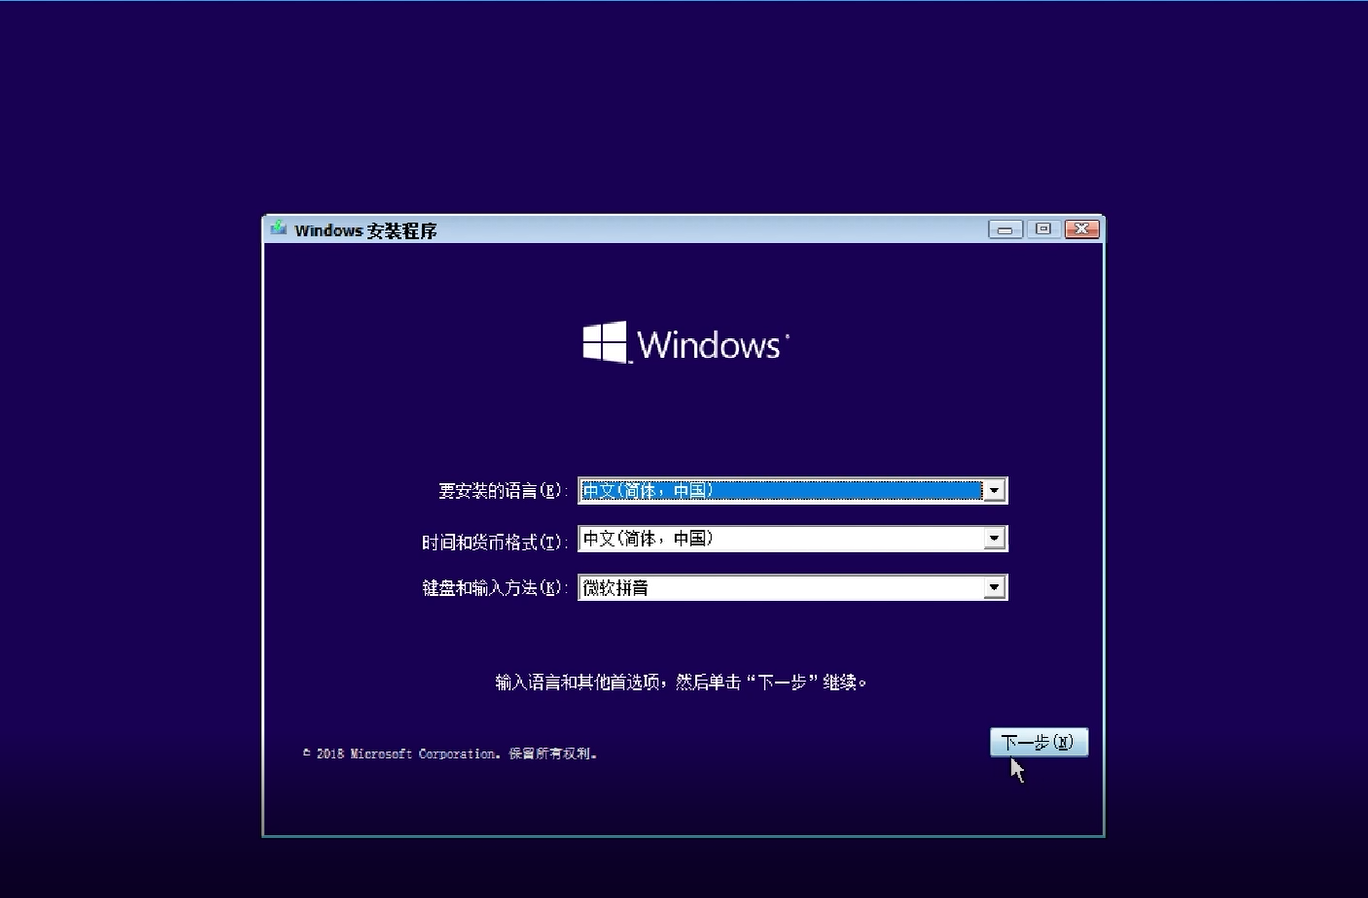 Windows 安装程序
Windows
要安装的语言(E): 中文(简体，中国)
时间和货币格式(T): 中文(简体，中国)
键盘和输入方法(K): 微软拼音
输入语言和其他首选项，然后单击“下一步”继续。
下一步(N)
© 2018 Microsoft Corporation。保留所有权利。